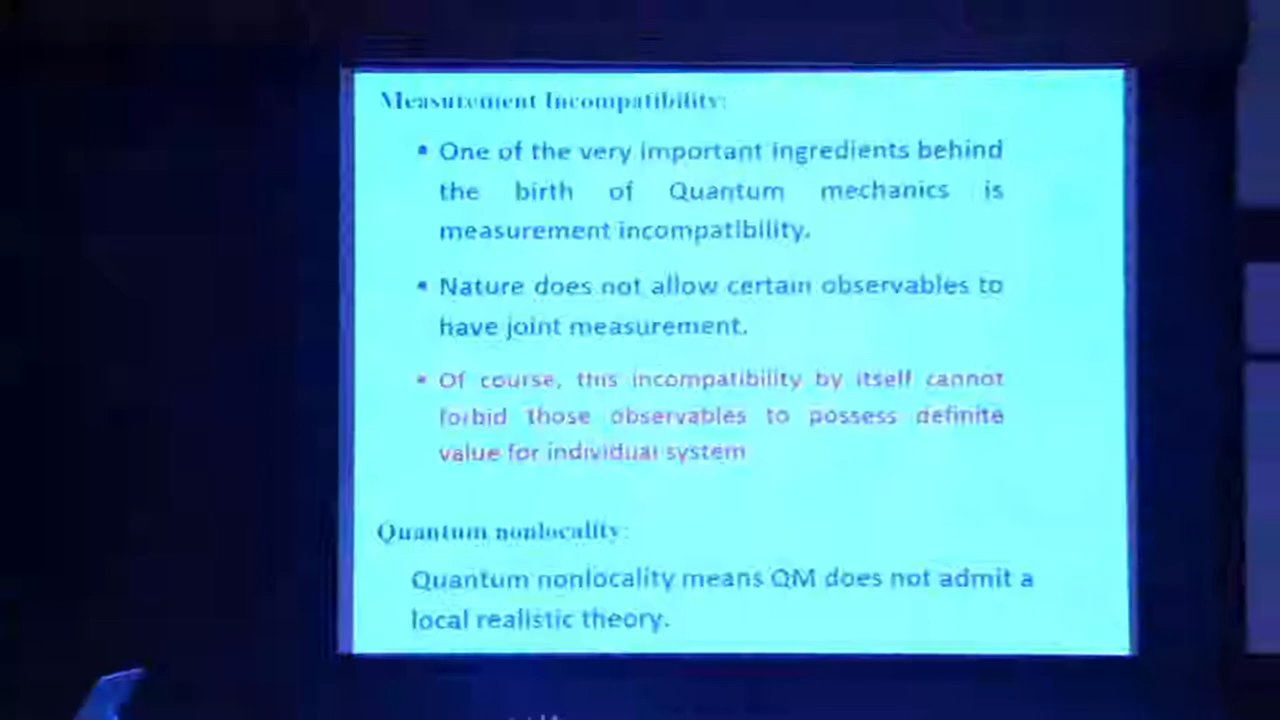 Measurement Incompatibility:
▪ One of the very important ingredients behind
the birth of Quantum mechanics is
measurement incompatibility.
▪ Nature does not allow certain observables to
have joint measurement.
▪ Of course, this incompatibility by itself cannot
forbid those observables to possess definite
value for individual system
Quantum nonlocality:
Quantum nonlocality means QM does not admit a
local realistic theory.